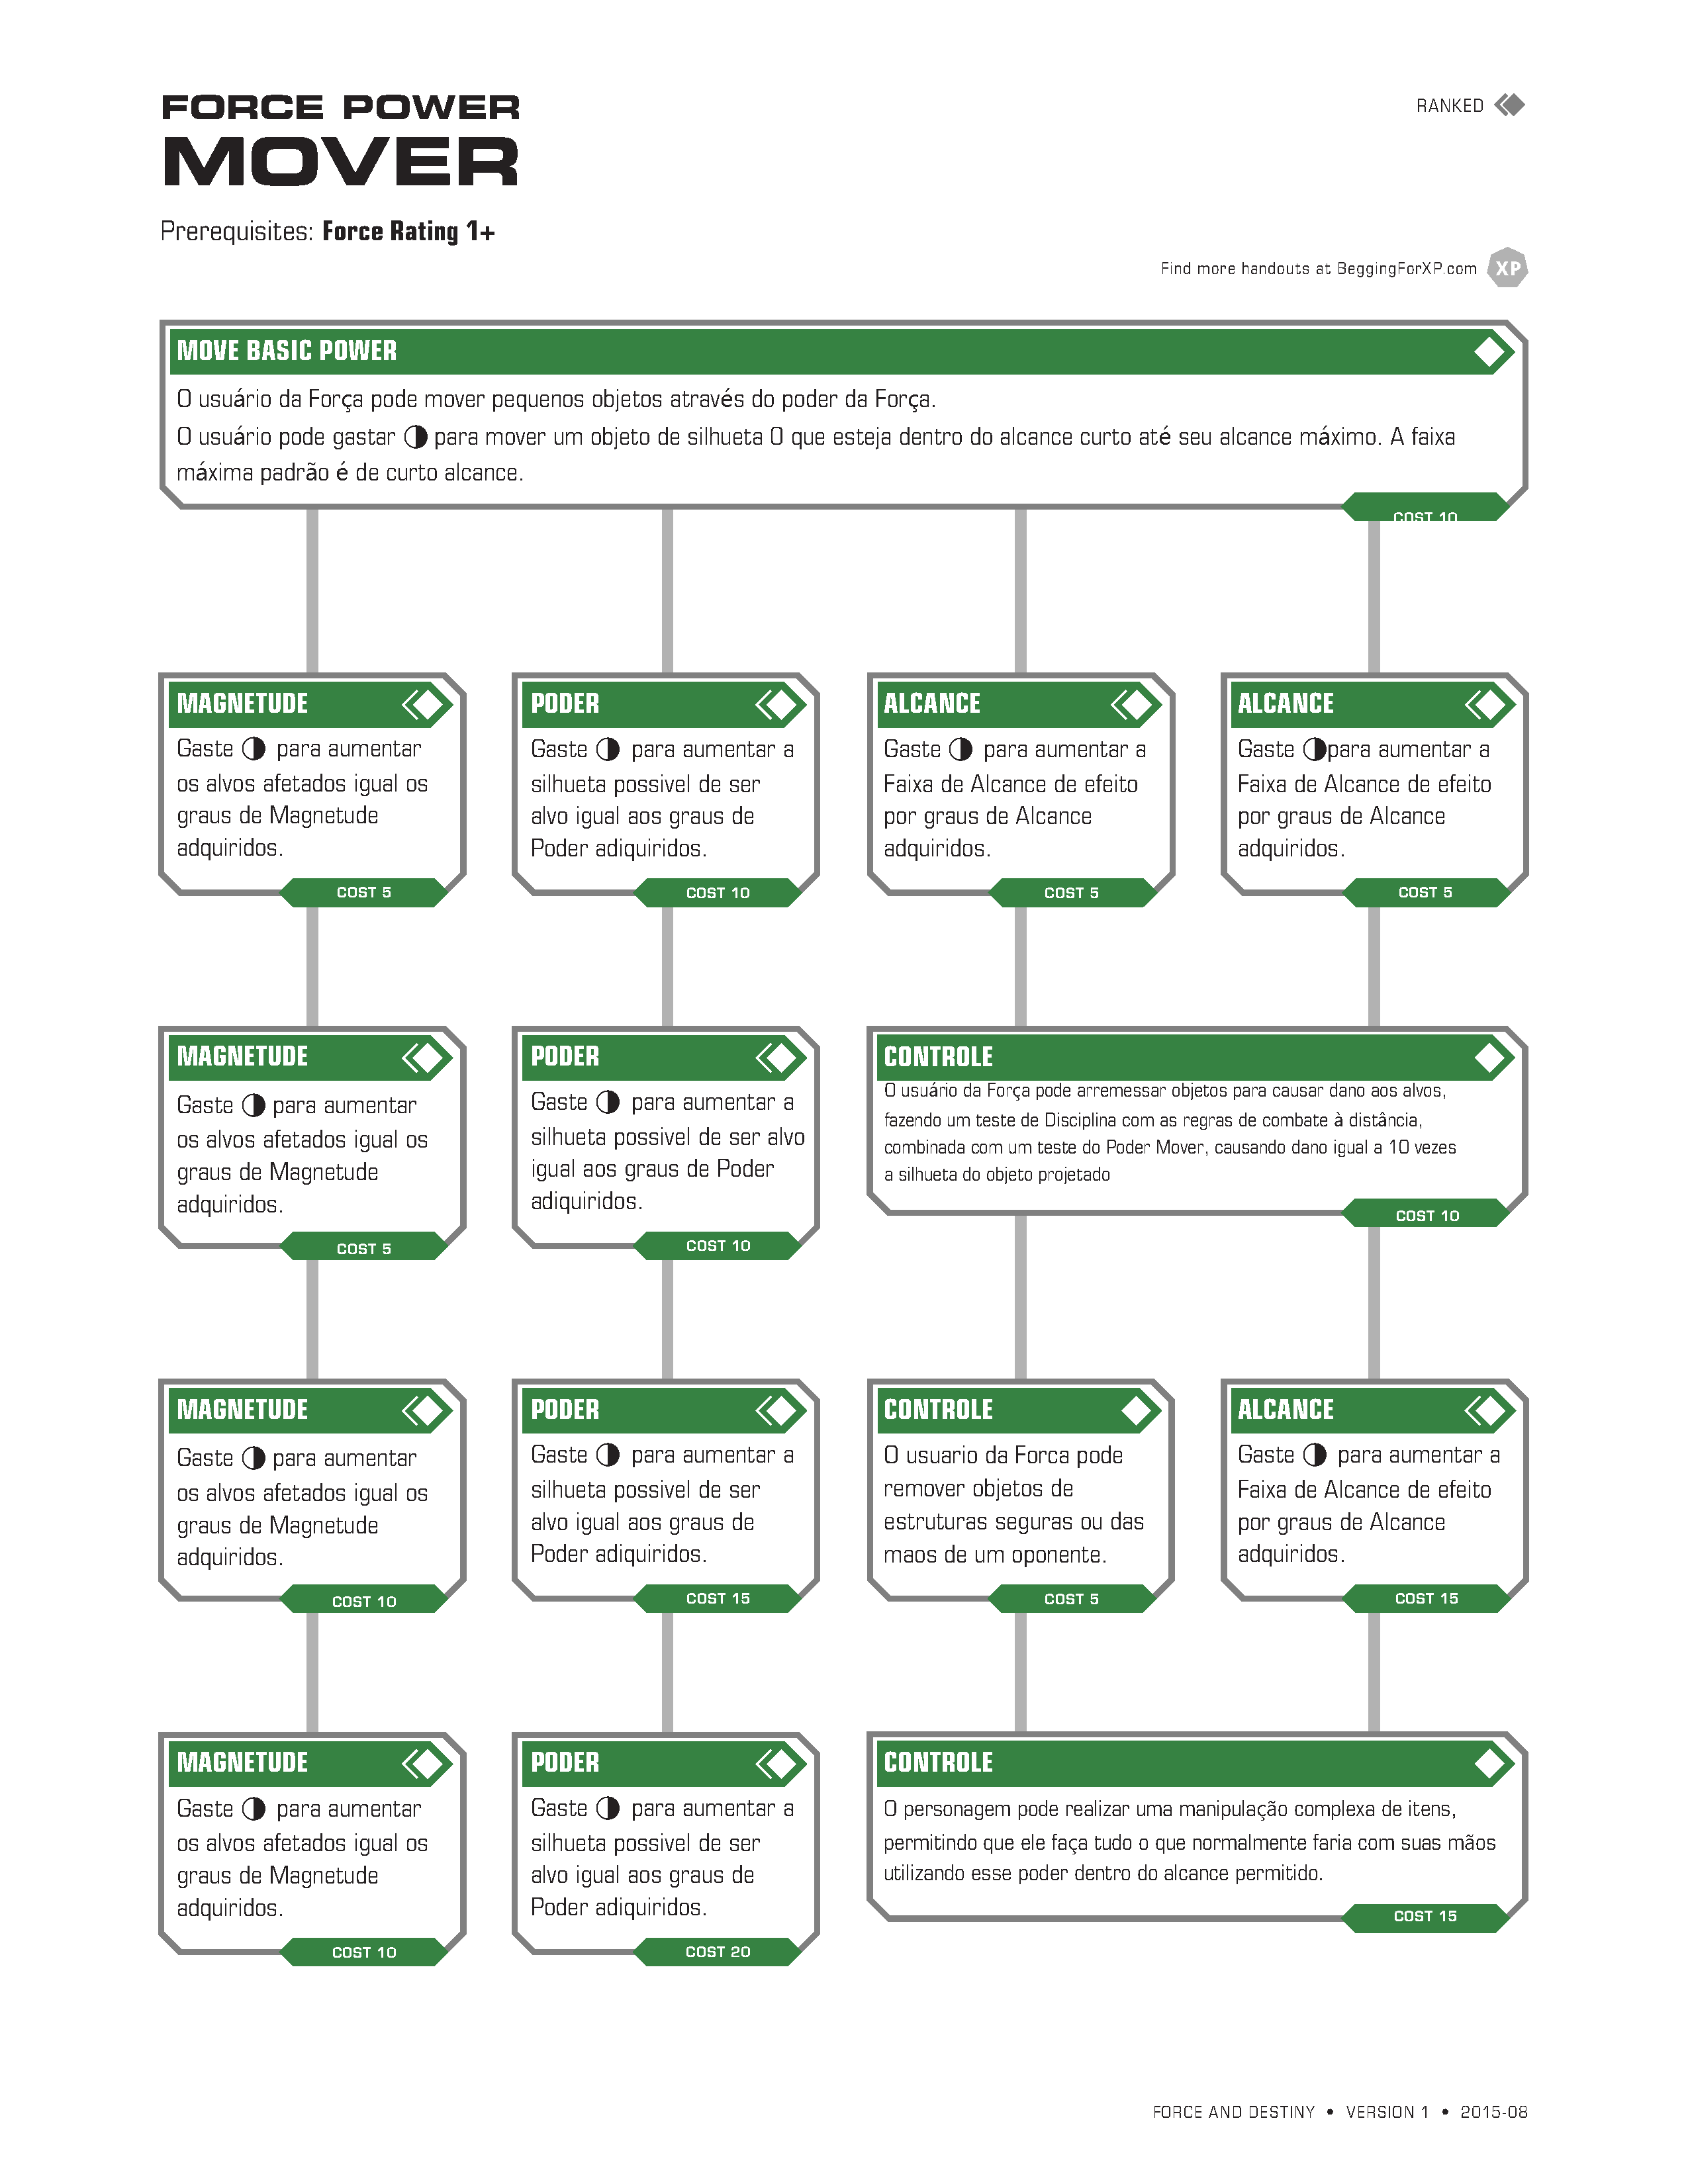 FORCE POWER
MOVER
RANKED
Prerequisites: Force Rating 1+
Find more handouts at BeggingForXP.com XP
MOVE BASIC POWER
O usuário da Força pode mover pequenos objetos através do poder da Força.
O usuário pode gastar para mover um objeto de silhueta 0 que esteja dentro do alcance curto até seu alcance máximo. A faixa
máxima padrão é de curto alcance.
COST 10
MAGNETUDE
Gaste para aumentar
os alvos afetados igual os
graus de Magnetude
adquiridos.
COST 5
PODER
Gaste para aumentar a
silhueta possivel de ser
alvo igual aos graus de
Poder adiquiridos.
COST 10
ALCANCE
Gaste para aumentar a
Faixa de Alcance de efeito
por graus de Alcance
adquiridos.
COST 5
ALCANCE
Gaste para aumentar a
Faixa de Alcance de efeito
por graus de Alcance
adquiridos.
COST 5
MAGNETUDE
Gaste para aumentar
os alvos afetados igual os
graus de Magnetude
adquiridos.
COST 5
PODER
Gaste para aumentar a
silhueta possivel de ser alvo
igual aos graus de Poder
adiquiridos.
COST 10
CONTROLE
O usuário da Força pode arremessar objetos para causar dano aos alvos,
fazendo um teste de Disciplina com as regras de combate à distância,
combinada com um teste do Poder Mover, causando dano igual a 10 vezes
a silhueta do objeto projetado
COST 10
MAGNETUDE
Gaste para aumentar
os alvos afetados igual os
graus de Magnetude
adquiridos.
COST 10
PODER
Gaste para aumentar a
silhueta possivel de ser
alvo igual aos graus de
Poder adiquiridos.
COST 15
CONTROLE
O usuario da Forca pode
remover objetos de
estruturas seguras ou das
maos de um oponente.
COST 5
ALCANCE
Gaste para aumentar a
Faixa de Alcance de efeito
por graus de Alcance
adquiridos.
COST 15
MAGNETUDE
Gaste para aumentar
os alvos afetados igual os
graus de Magnetude
adquiridos.
COST 10
PODER
Gaste para aumentar a
silhueta possivel de ser
alvo igual aos graus de
Poder adiquiridos.
COST 20
CONTROLE
O personagem pode realizar uma manipulação complexa de itens,
permitindo que ele faça tudo o que normalmente faria com suas mãos
utilizando esse poder dentro do alcance permitido.
COST 15
FORCE AND DESTINY • VERSION 1 • 2015-08